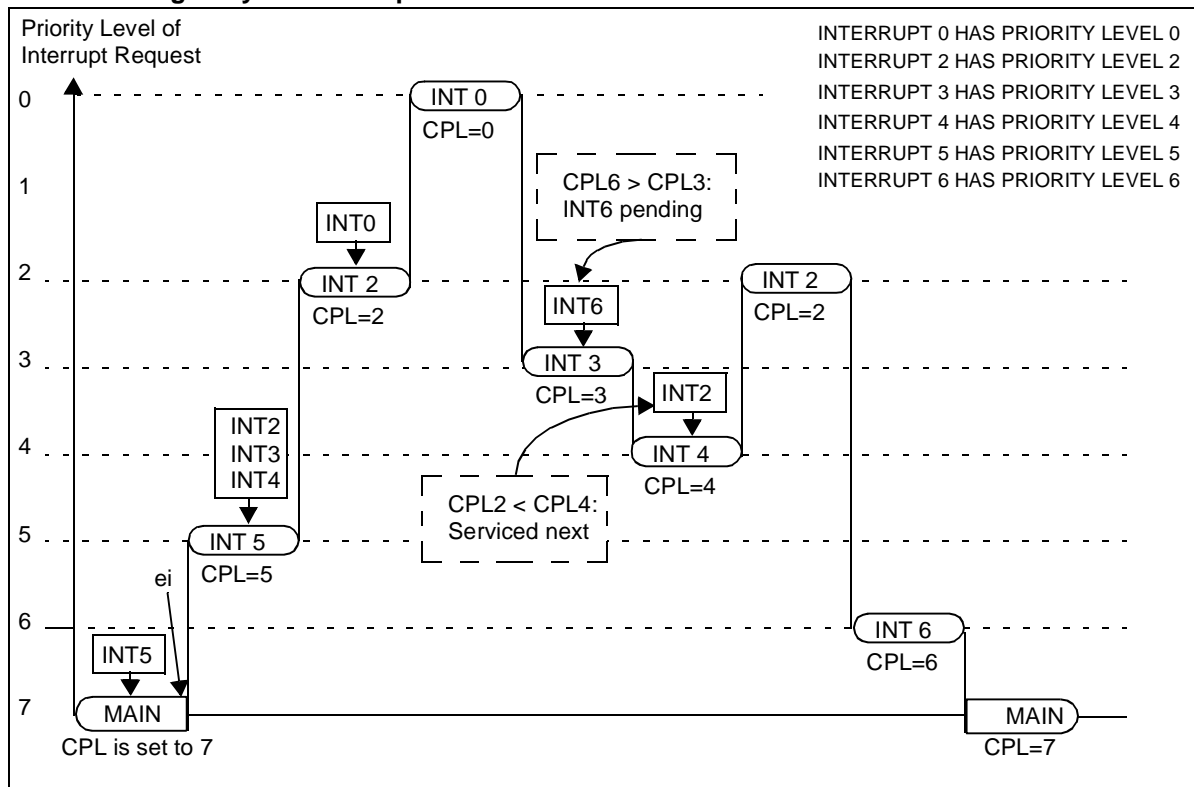 Priority Level of
Interrupt Request
INTERRUPT 0 HAS PRIORITY LEVEL 0
INTERRUPT 2 HAS PRIORITY LEVEL 2
INTERRUPT 3 HAS PRIORITY LEVEL 3
INTERRUPT 4 HAS PRIORITY LEVEL 4
INTERRUPT 5 HAS PRIORITY LEVEL 5
INTERRUPT 6 HAS PRIORITY LEVEL 6
0
INT 0
CPL=0
1
CPL6 > CPL3:
INT6 pending
INT0
2
INT 2
CPL=2
INT 2
CPL=2
INT6
3
INT 3
CPL=3
INT2
INT2
INT3
INT4
4
INT 4
CPL=4
CPL2 < CPL4:
Serviced next
5
INT 5
CPL=5
ei
6
INT 6
CPL=6
INT5
7
MAIN
CPL is set to 7
MAIN
CPL=7